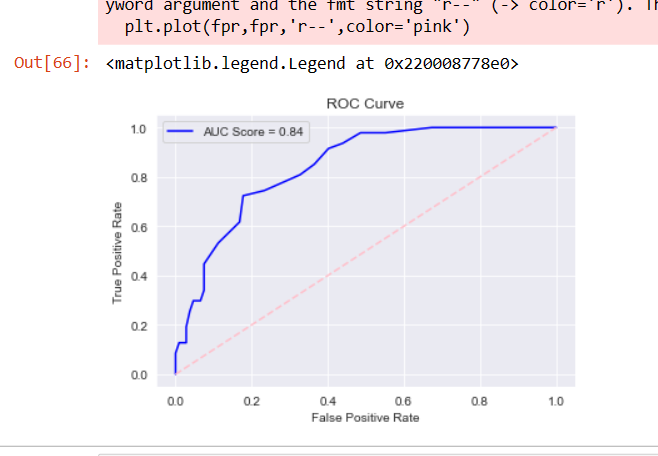 yword argument and the fmt string "r--" (-> color='r'). Th
plt.plot(fpr,fpr,'r--',color='pink')
Out[66]: <matplotlib.legend.Legend at 0x220008778e0>
ROC Curve
AUC Score = 0.84
1.0
0.8
0.6
0.4
0.2
0.0
True Positive Rate
0.0 0.2 0.4 0.6 0.8 1.0
False Positive Rate